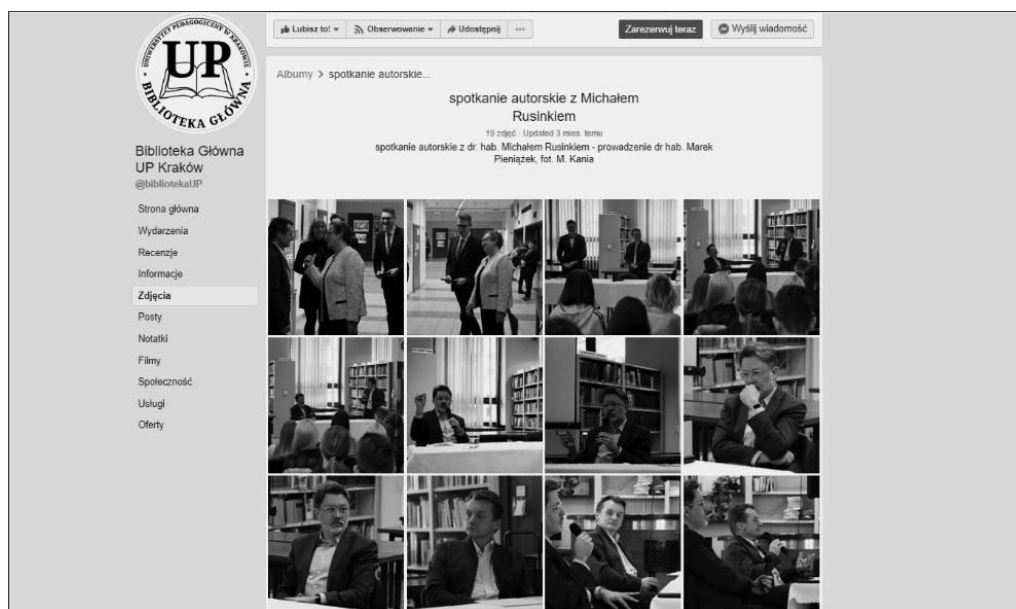 UNIWERSYTET PEDAGOGICZNY W KRAKOWIE
UP
BIBLIOTEKA GŁÓWNA
Biblioteka Główna
UP Kraków
@bibliotekaUP
Strona główna
Wydarzenia
Recenzje
Informacje
Zdjęcia
Posty
Notatki
Filmy
Społeczność
Usługi
Oferty
Lubisz to!
Obserwowanie
Udostępnij
Zarezerwuj teraz
Wyślij wiadomość
Albumy > spotkanie autorskie...
spotkanie autorskie z Michałem
Rusinkiem
19 zdjęć · Updated 3 mies. temu
spotkanie autorskie z dr. hab. Michałem Rusinkiem - prowadzenie dr hab. Marek
Pieniążek, fot. M. Kania